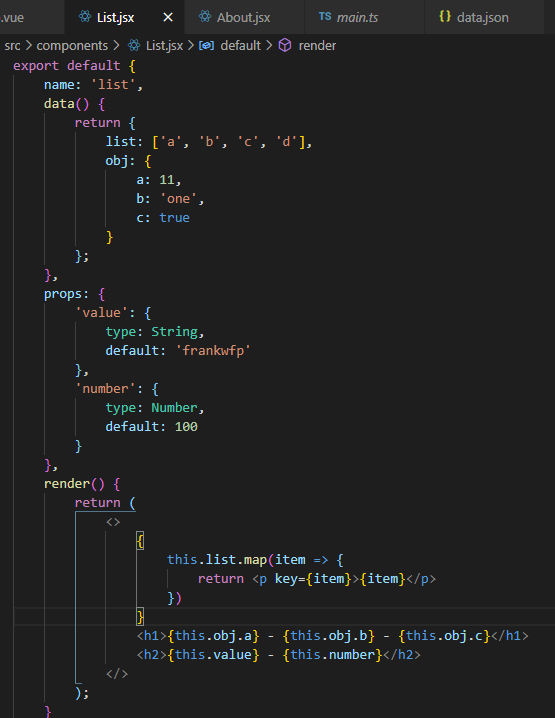 .vue List.jsx × About.jsx TS main.ts {} data.json
src > components > List.jsx > default > render
export default {
    name: 'list',
    data() {
        return {
            list: ['a', 'b', 'c', 'd'],
            obj: {
                a: 11,
                b: 'one',
                c: true
            }
        };
    },
    props: {
        'value': {
            type: String,
            default: 'frankwfp'
        },
        'number': {
            type: Number,
            default: 100
        }
    },
    render() {
        return (
            <>
                {
                    this.list.map(item => {
                        return <p key={item}>{item}</p>
                    })
                }
                <h1>{this.obj.a} - {this.obj.b} - {this.obj.c}</h1>
                <h2>{this.value} - {this.number}</h2>
            </>
        );
    }